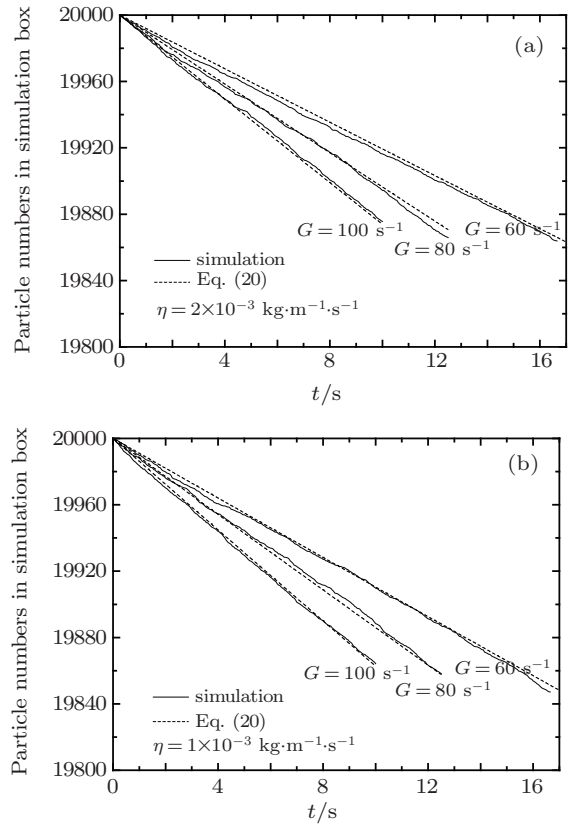 Particle numbers in simulation box
20000
19960
19920
19880
19840
19800
(a)
G = 100 s⁻¹
G = 80 s⁻¹
G = 60 s⁻¹
simulation
Eq. (20)
η = 2×10⁻³ kg·m⁻¹·s⁻¹
0 4 8 12 16
t/s
Particle numbers in simulation box
20000
19960
19920
19880
19840
19800
(b)
G = 100 s⁻¹
G = 80 s⁻¹
G = 60 s⁻¹
simulation
Eq. (20)
η = 1×10⁻³ kg·m⁻¹·s⁻¹
0 4 8 12 16
t/s